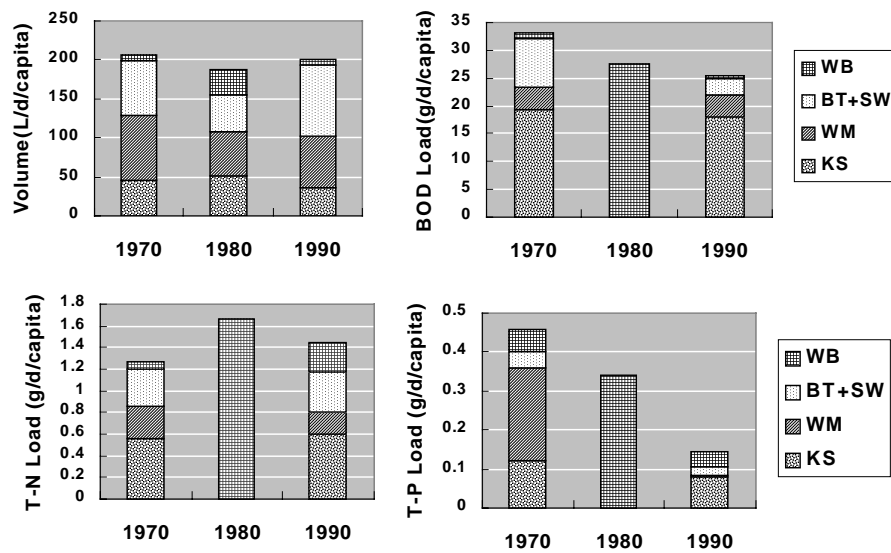 Volume(L/d/capita)
250
200
150
100
50
0
1970 1980 1990
BOD Load(g/d/capita)
35
30
25
20
15
10
5
0
1970 1980 1990
WB
BT+SW
WM
KS
T-N Load (g/d/capita)
1.8
1.6
1.4
1.2
1
0.8
0.6
0.4
0.2
0
1970 1980 1990
T-P Load (g/d/capita)
0.5
0.4
0.3
0.2
0.1
0
1970 1980 1990
WB
BT+SW
WM
KS